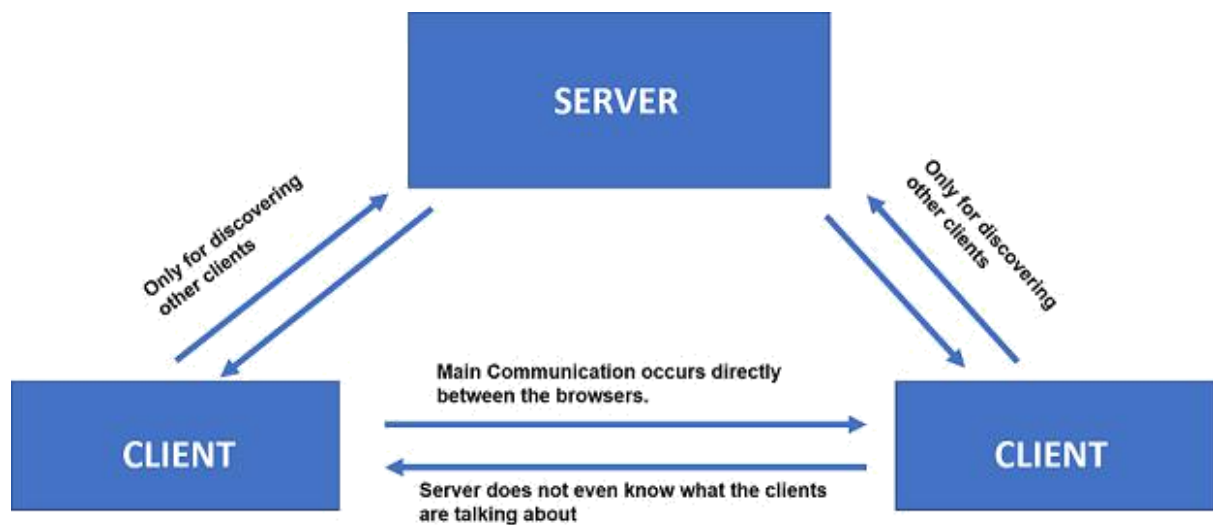 SERVER
Only for discovering
other clients
Only for discovering
other clients
Main Communication occurs directly
between the browsers.
CLIENT
CLIENT
Server does not even know what the clients
are talking about